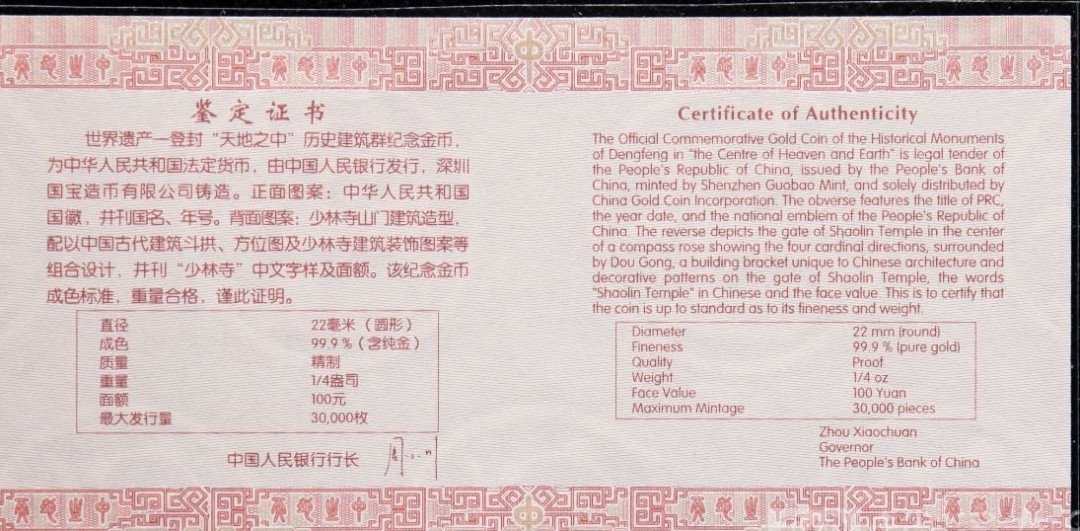 鉴定证书
世界遗产一登封“天地之中”历史建筑群纪念金币，
为中华人民共和国法定货币，由中国人民银行发行，深圳
国宝造币有限公司铸造。正面图案：中华人民共和国
国徽，并刊国名、年号。背面图案：少林寺山门建筑造型，
配以中国古代建筑斗拱、方位图及少林寺建筑装饰图案等
组合设计，并刊“少林寺”中文字样及面额。该纪念金币
成色标准，重量合格，谨此证明。
直径 22毫米（圆形）
成色 99.9%（含纯金）
质量 精制
重量 1/4盎司
面额 100元
最大发行量 30,000枚
中国人民银行行长
Certificate of Authenticity
The Official Commemorative Gold Coin of the Historical Monuments
of Dengfeng in "the Centre of Heaven and Earth" is legal tender of
the People's Republic of China, issued by the People's Bank of
China, minted by Shenzhen Guobao Mint, and solely distributed by
China Gold Coin Incorporation. The obverse features the title of PRC,
the year date, and the national emblem of the People's Republic of
China. The reverse depicts the gate of Shaolin Temple in the center
of a compass rose showing the four cardinal directions, surrounded
by Dou Gong, a building bracket unique to Chinese architecture and
decorative patterns on the gate of Shaolin Temple, the words
"Shaolin Temple" in Chinese and the face value. This is to certify that
the coin is up to standard as to its fineness and weight.
Diameter 22 mm (round)
Fineness 99.9 % (pure gold)
Quality Proof
Weight 1/4 oz
Face Value 100 Yuan
Maximum Mintage 30,000 pieces
Zhou Xiaochuan
Governor
The People's Bank of China